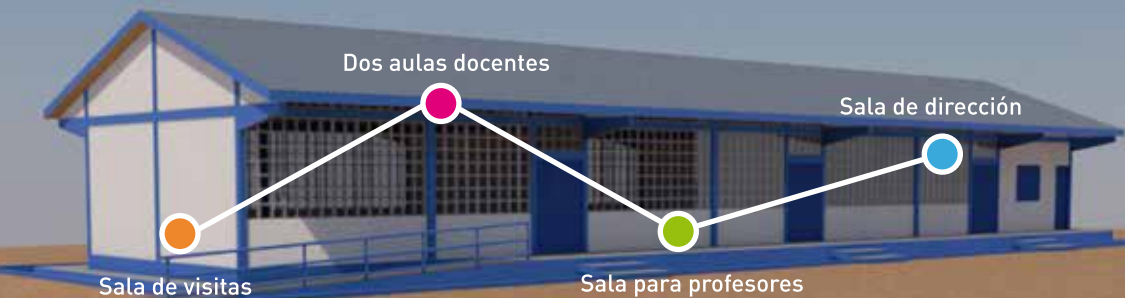 Dos aulas docentes
Sala de dirección
Sala de visitas
Sala para profesores